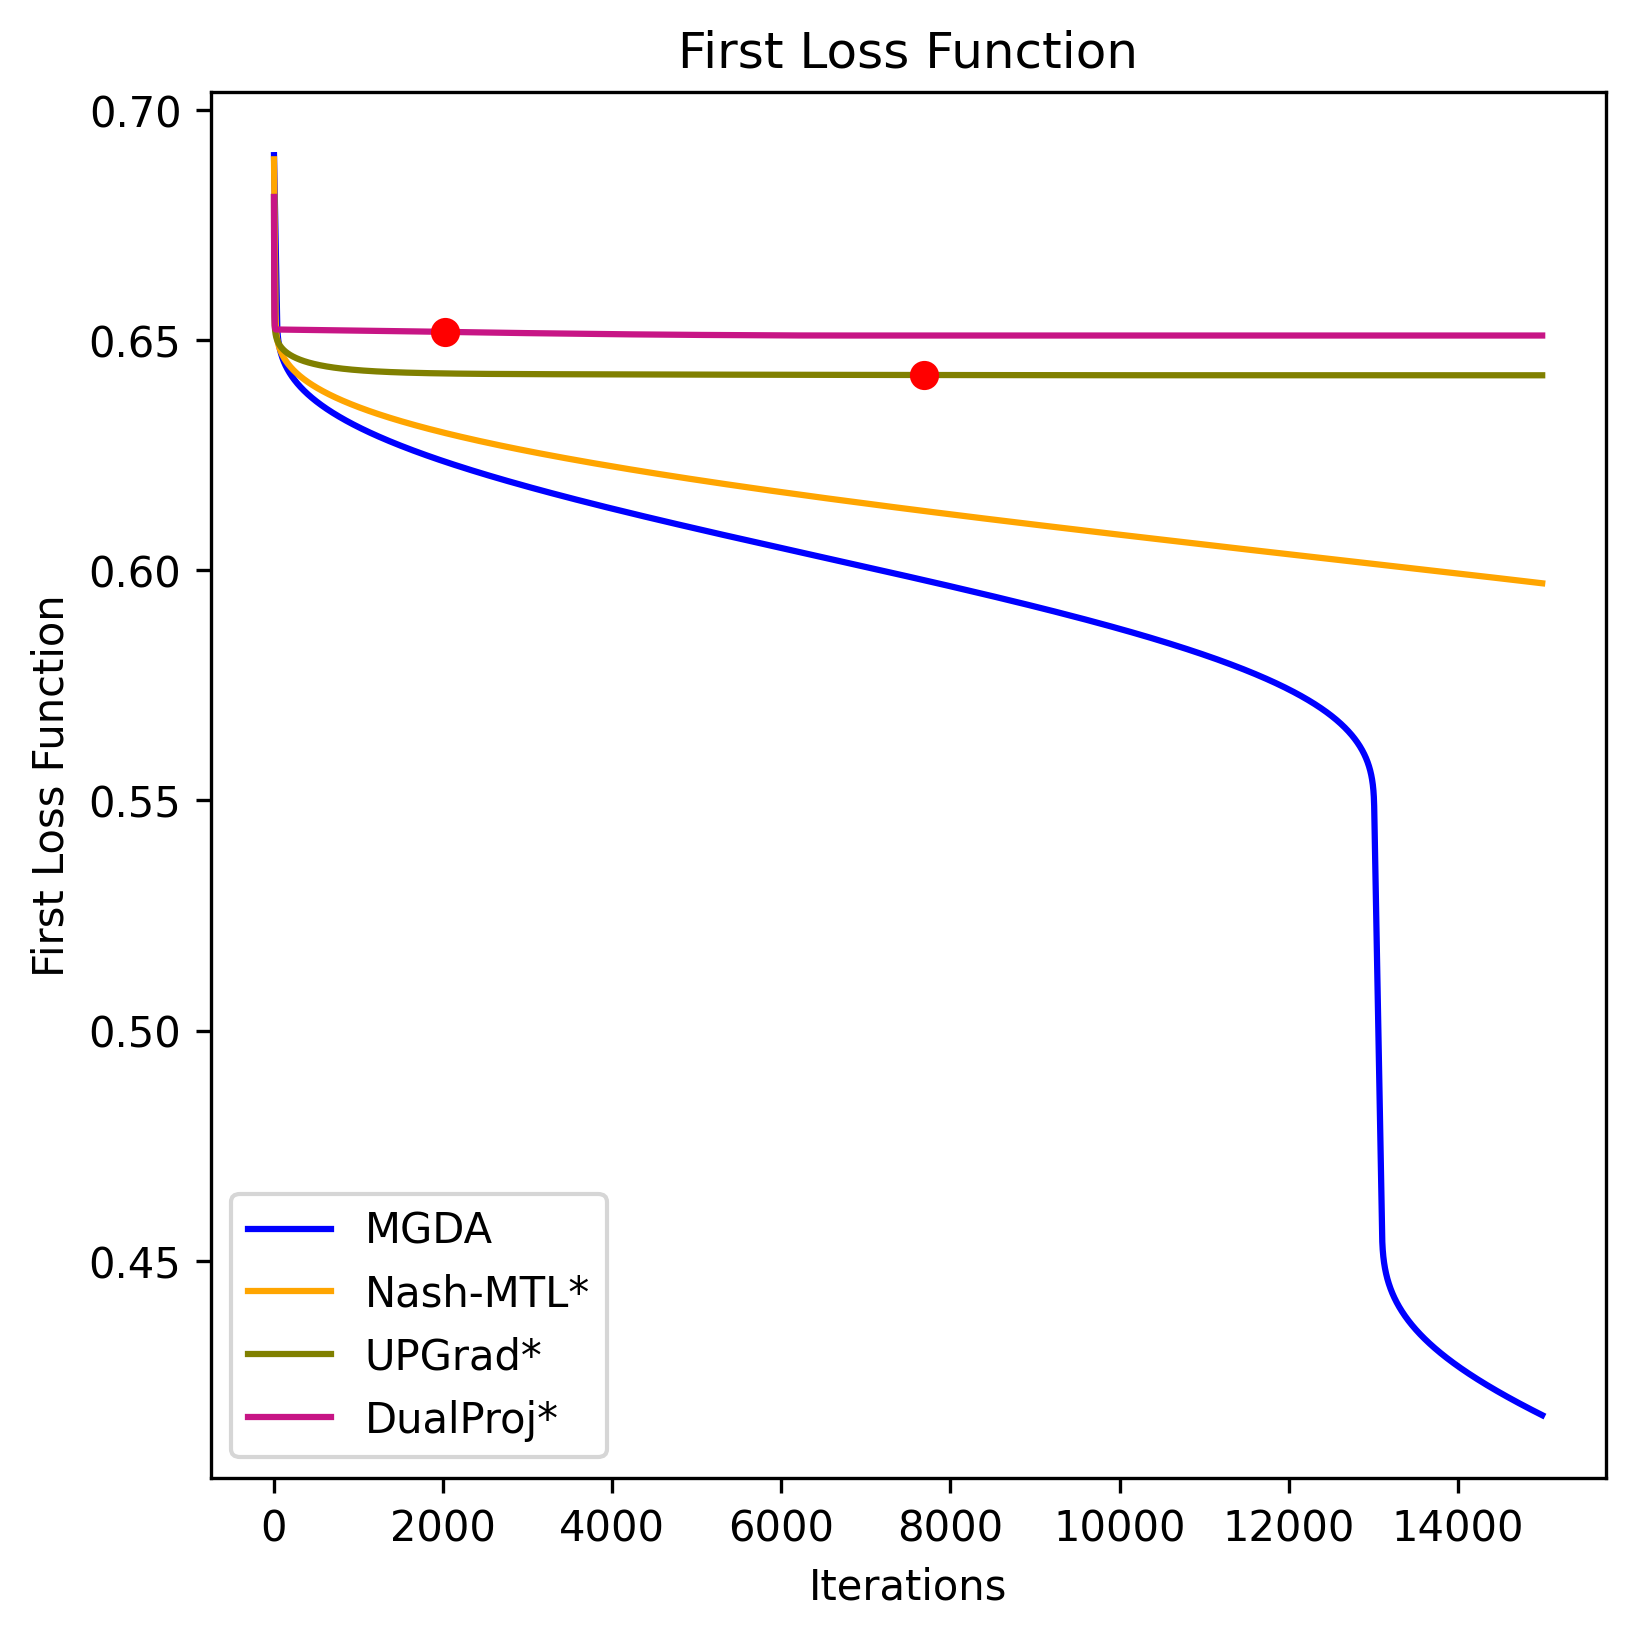 First Loss Function
First Loss Function
0.70
0.65
0.60
0.55
0.50
0.45
MGDA
Nash-MTL*
UPGrad*
DualProj*
0 2000 4000 6000 8000 10000 12000 14000
Iterations